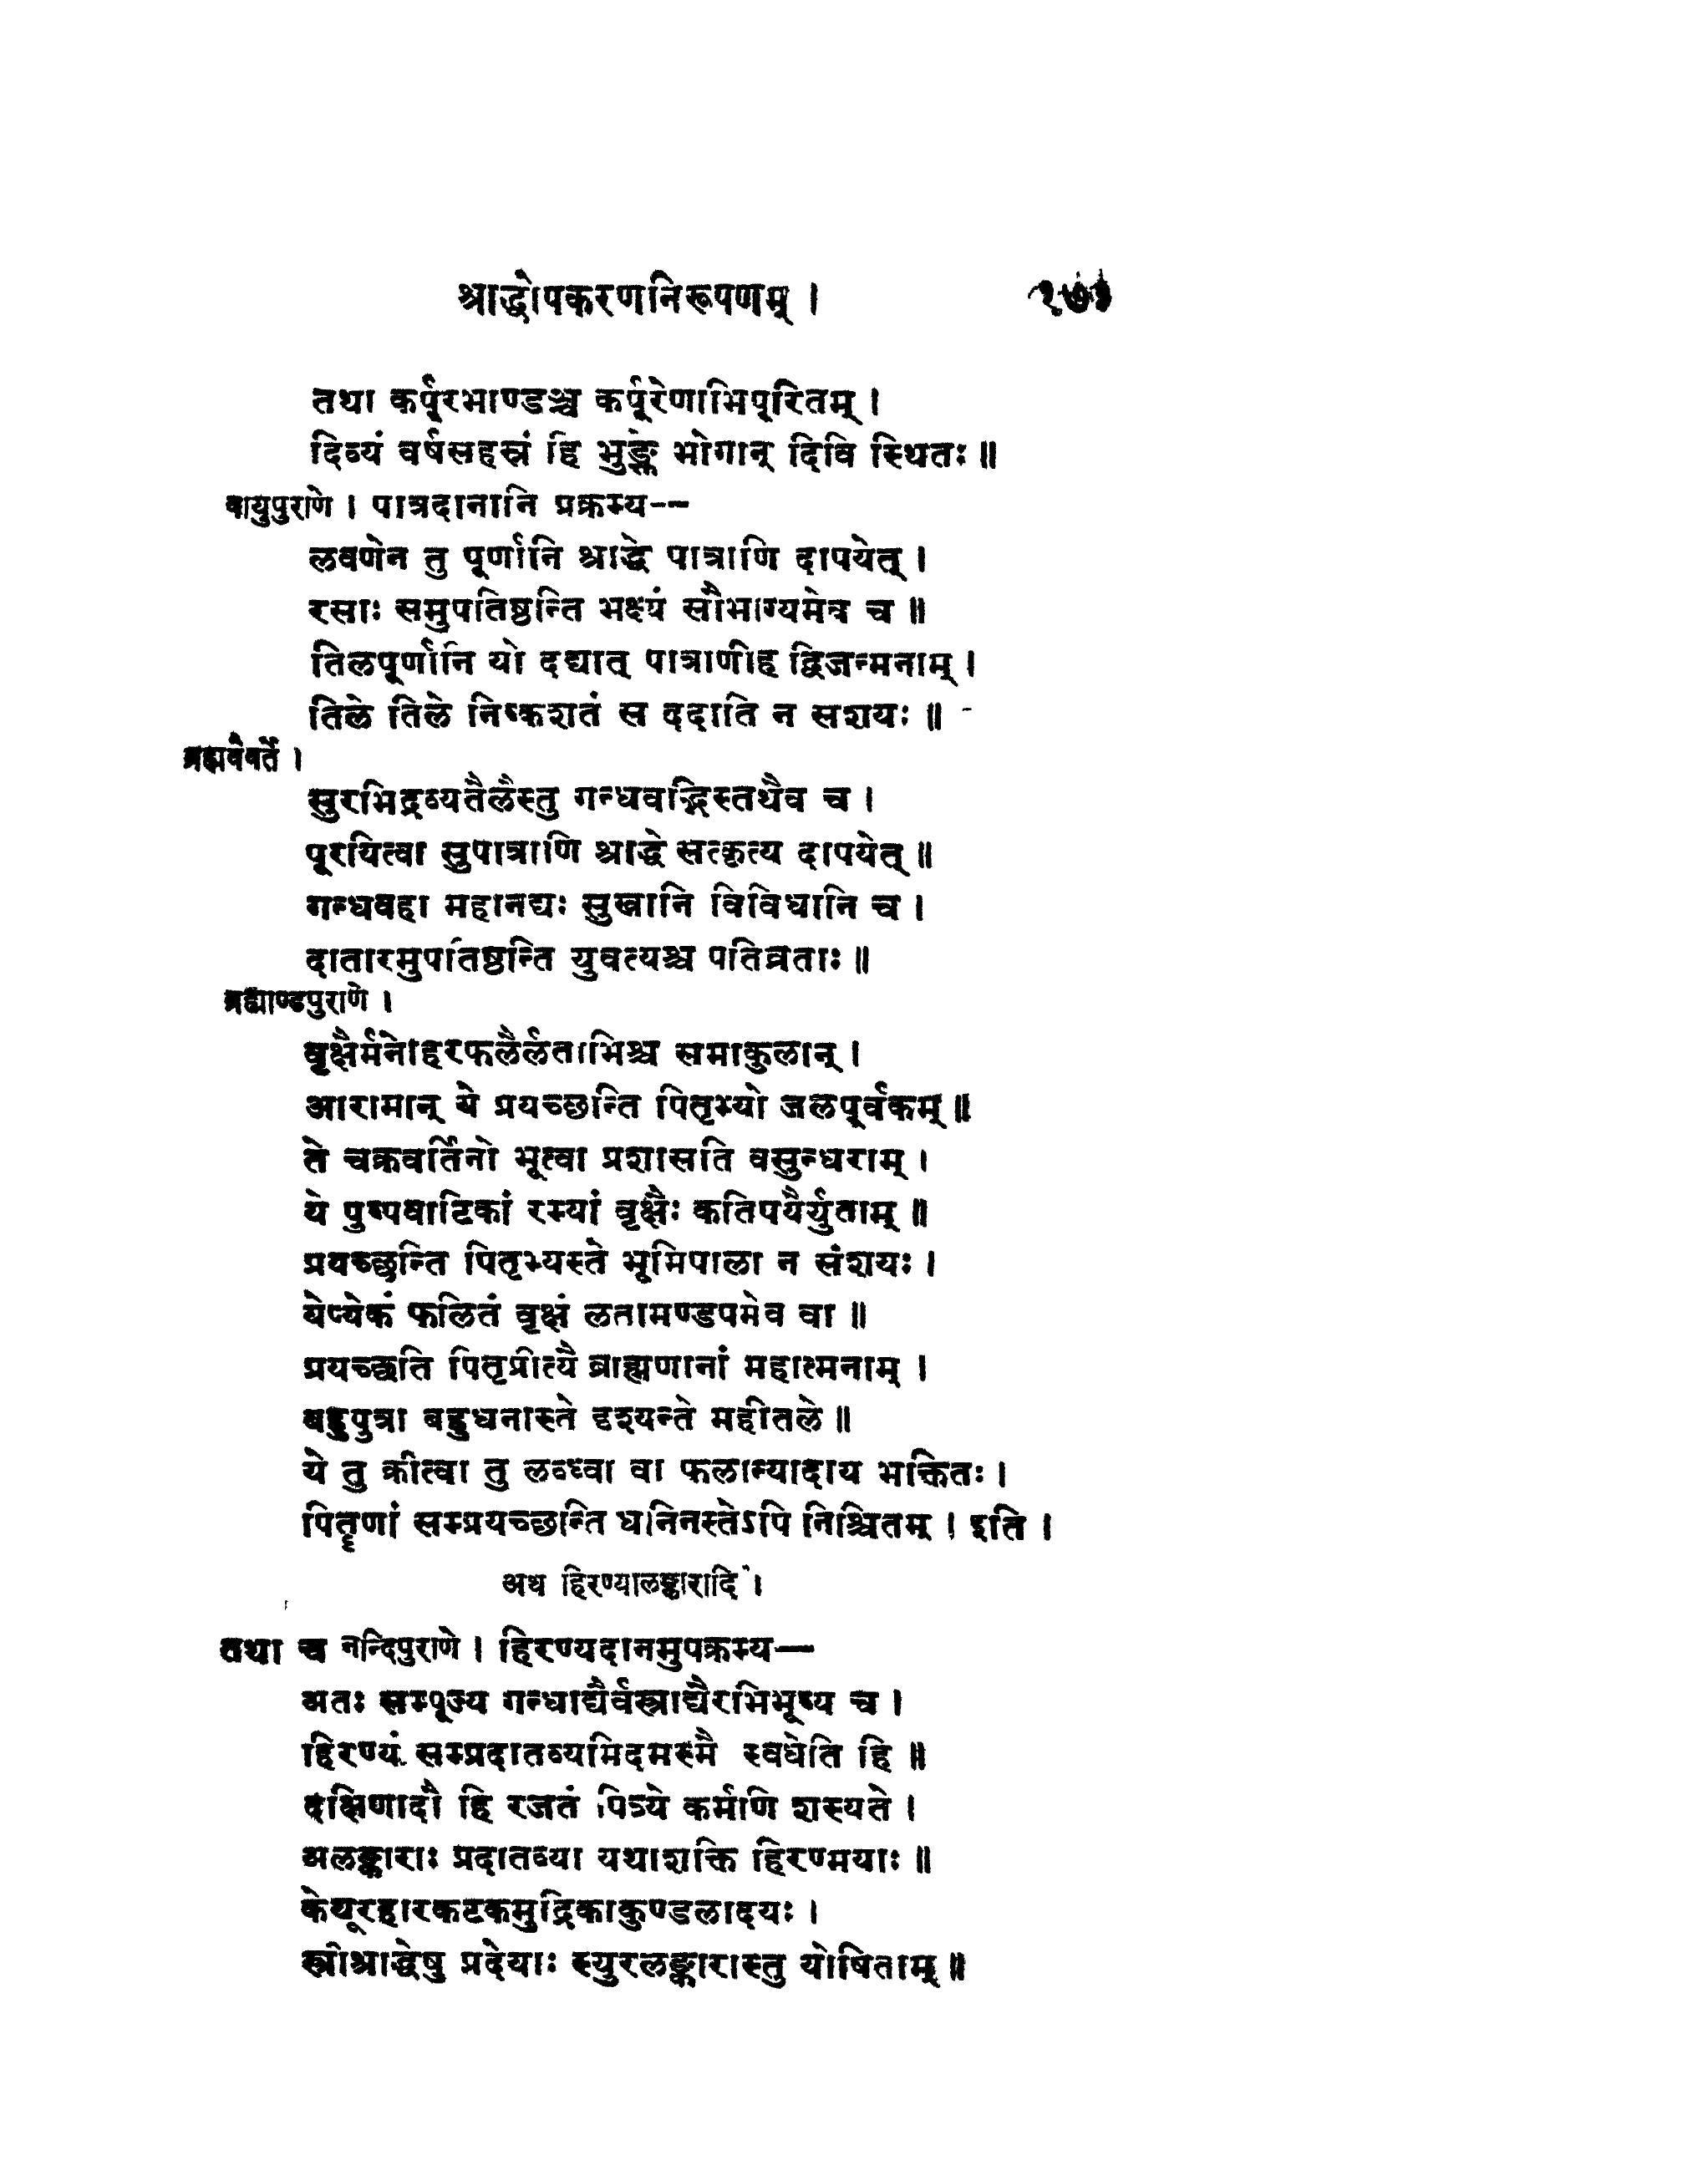 श्राद्धोपकरणनिरूपणम् ।
तथा कर्पूरभाण्डञ्च कर्पूरेणाभिपूरितम् ।
दिव्यं वर्षसहस्रं हि भुङ्के भोगान् दिवि स्थितः ॥
वायुपुराणे । पात्रदानानि प्रक्रम्य--
लवणेन तु पूर्णानि श्राद्धे पात्राणि दापयेत् ।
रसाः समुपतिष्ठन्ति भक्ष्यं सौभाग्यमेव च ॥
तिलपूर्णानि यो दद्यात् पात्राणीह द्विजन्मनाम् ।
तिले तिले निष्कशतं स ददाति न सशयः ॥
ब्रह्मवैवर्ते ।
सुरभिद्रव्यतैलैस्तु गन्धवद्भिस्तथैव च ।
पूरयित्वा सुपात्राणि श्राद्धे सत्कृत्य दापयेत् ॥
गन्धवहा महानद्यः सुखानि विविधानि च ।
दातारमुपतिष्ठन्ति युवत्यश्च पतिव्रताः ॥
ब्रह्माण्डपुराणे ।
वृक्षैर्मनोहरफलैर्लताभिश्च समाकुलान् ।
आरामान् ये प्रयच्छन्ति पितृभ्यो जलपूर्वकम् ॥
ते चक्रवर्तिनो भूत्वा प्रशासति वसुन्धराम् ।
ये पुष्पवाटिकां रम्यां वृक्षैः कतिपयैर्युताम् ॥
प्रयच्छन्ति पितृभ्यस्ते भूमिपाला न संशयः ।
येप्येकं फलितं वृक्षं लतामण्डपमेव वा ॥
प्रयच्छति पितृप्रीत्यै ब्राह्मणानां महात्मनाम् ।
बहुपुत्रा बहुधनास्ते दृश्यन्ते महीतले ॥
ये तु क्रीत्वा तु लब्ध्वा वा फलान्यादाय भक्तितः ।
पितॄणां सम्प्रयच्छन्ति धनिनस्तेऽपि निश्चितम् । इति ।
अथ हिरण्यालङ्कारादि ।
तथा च नन्दिपुराणे । हिरण्यदानमुपक्रम्य—
अतः सम्पूज्य गन्धाद्यैर्वस्त्राद्यैरभिभूष्य च ।
हिरण्यं सम्प्रदातव्यमिदमस्मै स्वधेति हि ॥
दक्षिणादौ हि रजतं पित्र्ये कर्मणि शस्यते ।
अलङ्काराः प्रदातव्या यथाशक्ति हिरण्मयाः ॥
केयूरहारकटकमुद्रिकाकुण्डलादयः ।
स्त्रीश्राद्धेषु प्रदेयाः स्युरलङ्कारास्तु योषिताम् ॥